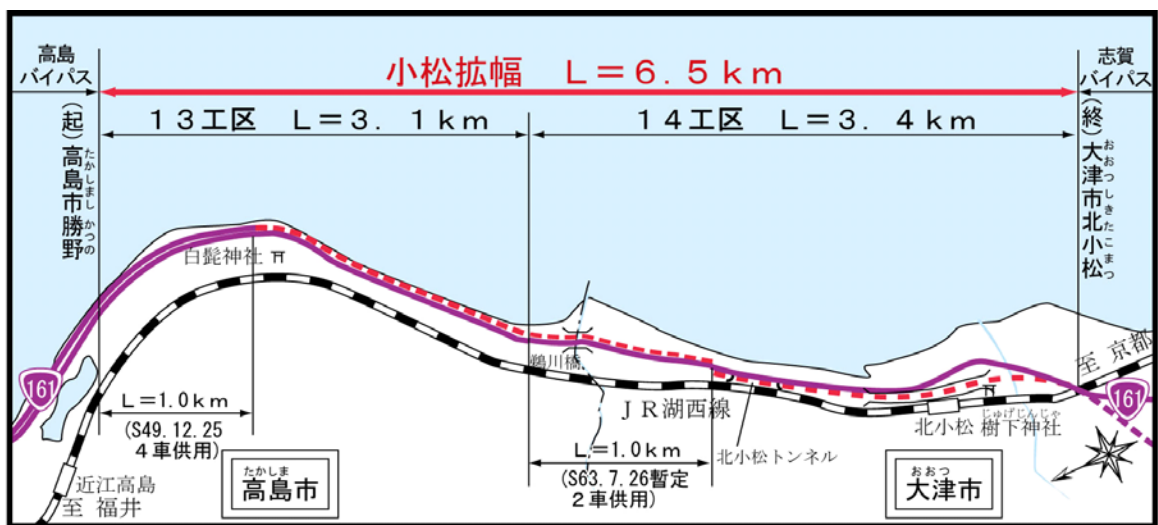 高島
バイパス
小松拡幅 L=6.5km
志賀
バイパス
13工区 L=3.1km
14工区 L=3.4km
(起)高島市勝野
たかしまし かつの
(終)大津市北小松
おおつしきたこまつ
白髭神社
鵜川橋
至 京都
161
161
L=1.0km
(S49.12.25
4車供用)
JR湖西線
じゅげじんじゃ
北小松 樹下神社
L=1.0km
(S63.7.26暫定
2車供用)
北小松トンネル
近江高島
至 福井
たかしま
高島市
おおつ
大津市